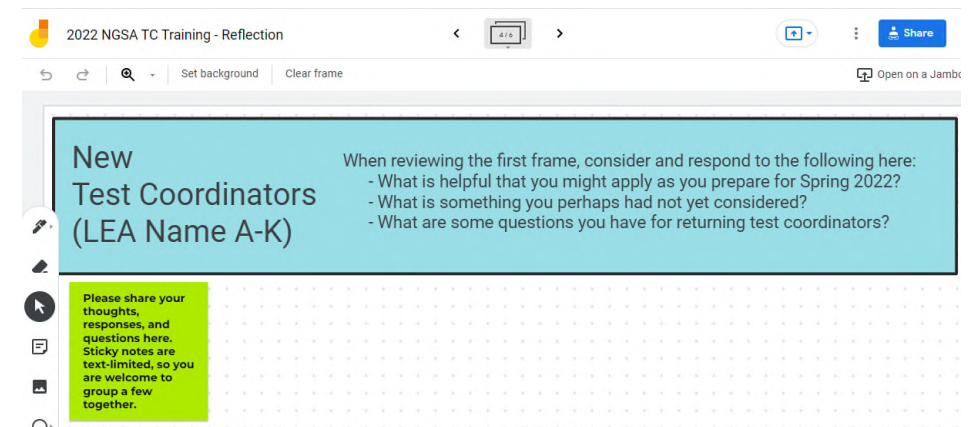 2022 NGSA TC Training - Reflection
4/6
Share
Set background
Clear frame
Open on a Jambo
New
Test Coordinators
(LEA Name A-K)
When reviewing the first frame, consider and respond to the following here:
- What is helpful that you might apply as you prepare for Spring 2022?
- What is something you perhaps had not yet considered?
- What are some questions you have for returning test coordinators?
Please share your
thoughts,
responses, and
questions here.
Sticky notes are
text-limited, so you
are welcome to
group a few
together.